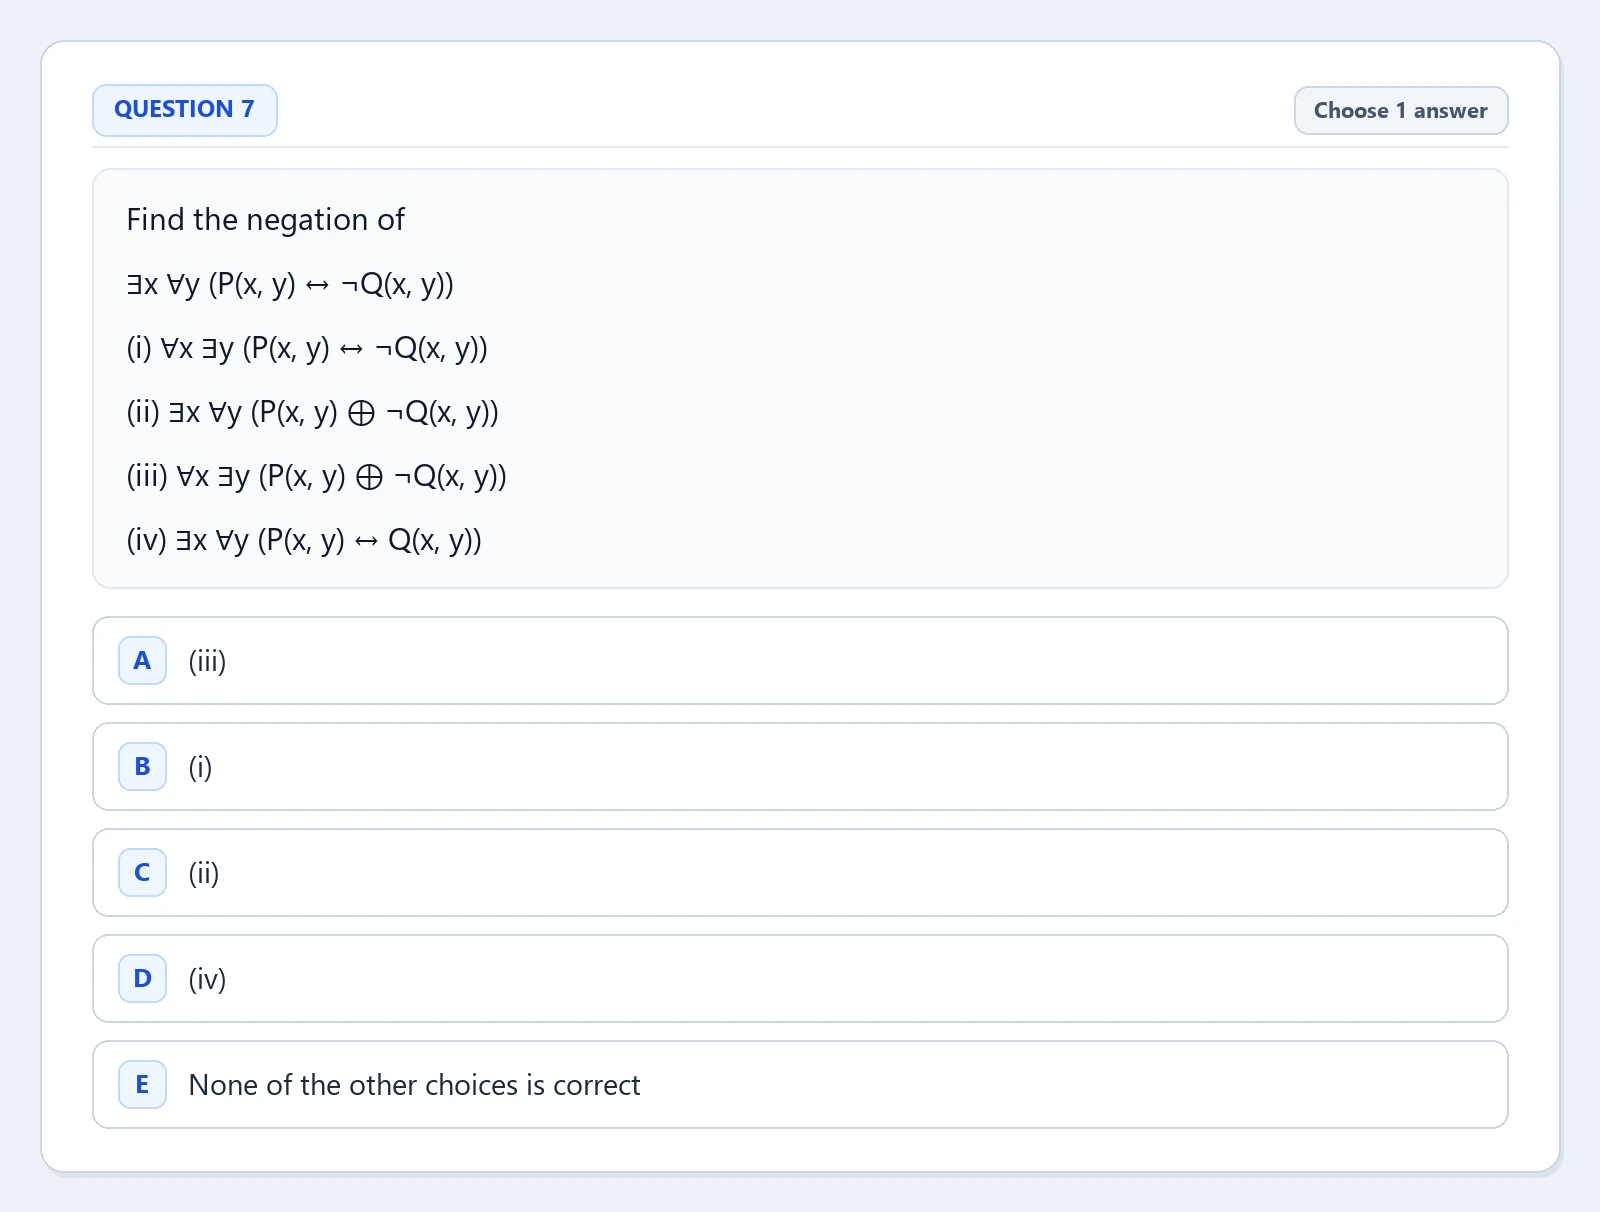 QUESTION 7
Choose 1 answer
Find the negation of
∃x ∀y (P(x, y) ↔ ¬Q(x, y))
(i) ∀x ∃y (P(x, y) ↔ ¬Q(x, y))
(ii) ∃x ∀y (P(x, y) ⨁ ¬Q(x, y))
(iii) ∀x ∃y (P(x, y) ⨁ ¬Q(x, y))
(iv) ∃x ∀y (P(x, y) ↔ Q(x, y))
A (iii)
B (i)
C (ii)
D (iv)
E None of the other choices is correct